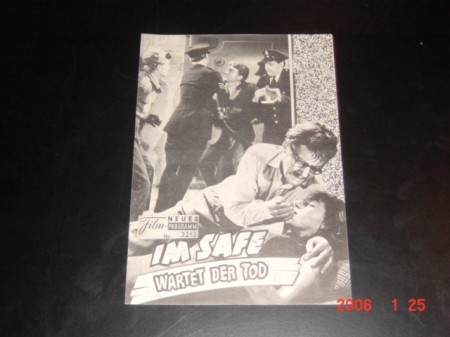 NEUES
Film-PROGRAMM
IM SAFE
WARTET DER TOD
2006 1 25